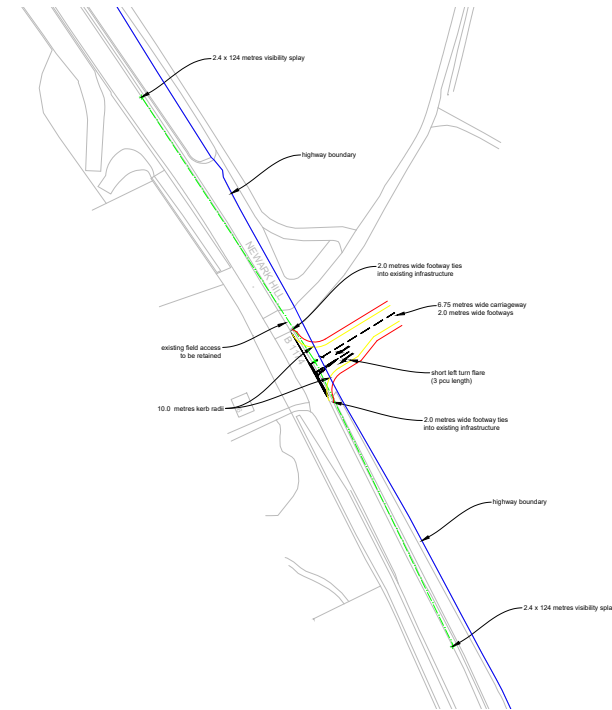 2.4 x 124 metres visibility splay
highway boundary
NEWARK HILL
2.0 metres wide footway ties
into existing infrastructure
6.75 metres wide carriageway
2.0 metres wide footways
existing field access
to be retained
B 1114
short left turn flare
(3 pcu length)
10.0 metres kerb radii
2.0 metres wide footway ties
into existing infrastructure
highway boundary
2.4 x 124 metres visibility spla